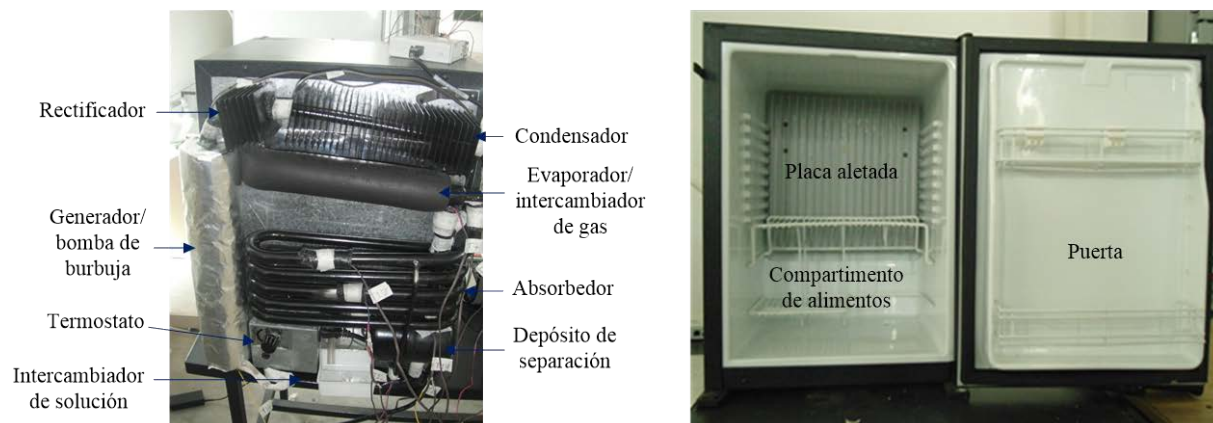 Rectificador
Generador/
bomba de
burbuja
Termostato
Intercambiador
de solución
Condensador
Evaporador/
intercambiador
de gas
Absorbedor
Depósito de
separación
Placa aletada
Compartimento
de alimentos
Puerta